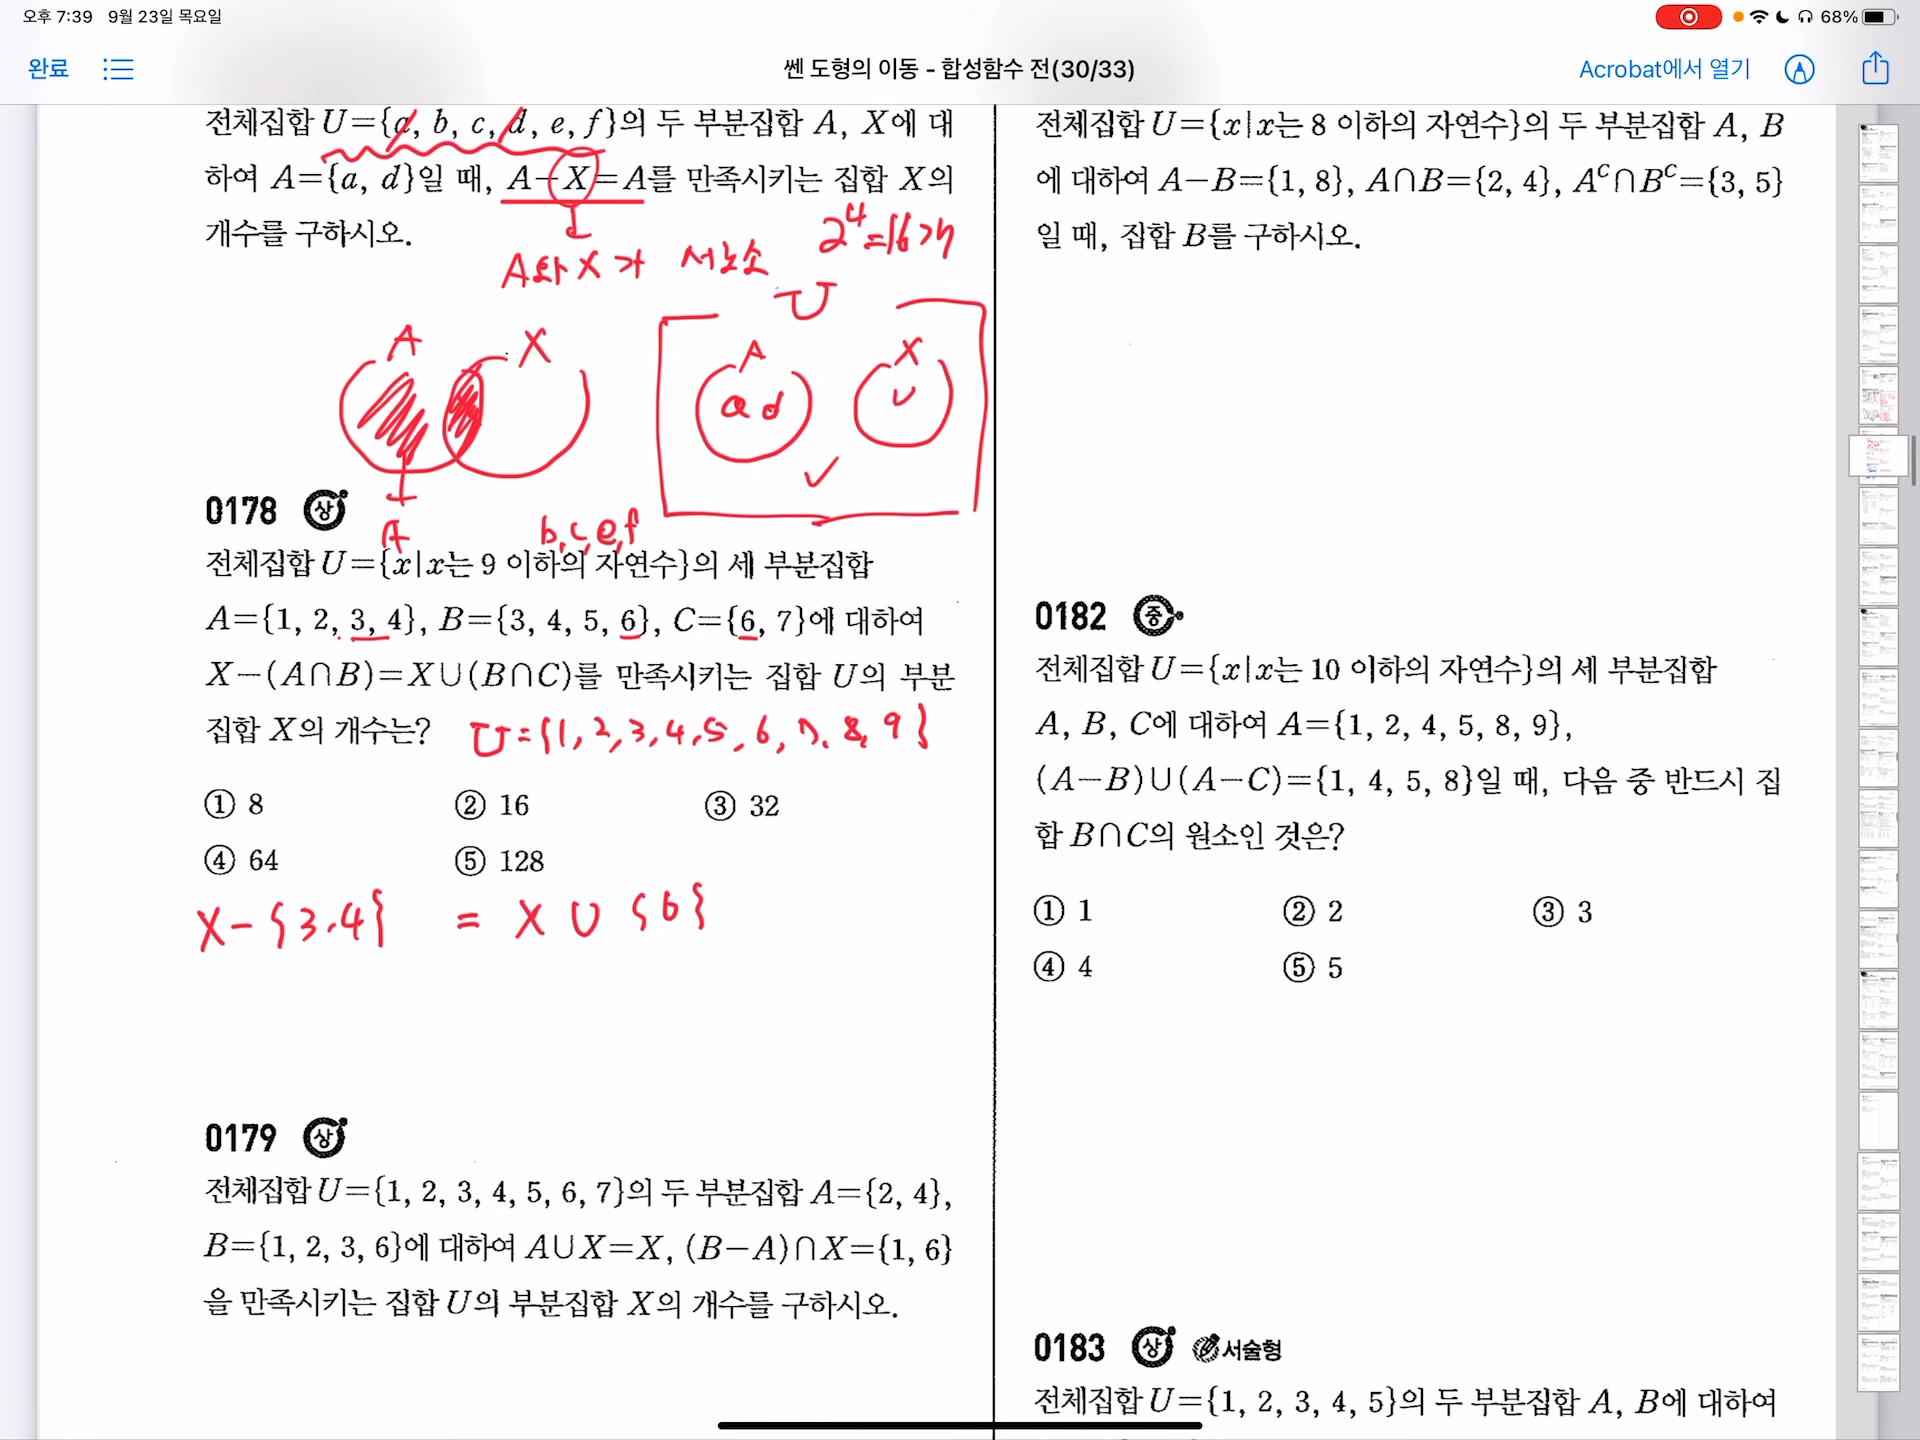 오후 7:39 9월 23일 목요일
68%
완료
쎈 도형의 이동 - 합성함수 전(30/33)
Acrobat에서 열기
전체집합 U={a, b, c, d, e, f}의 두 부분집합 A, X에 대
하여 A={a, d}일 때, A-X=A를 만족시키는 집합 X의
개수를 구하시오.
2⁴=16개
A와 X가 서로소
U
A
X
A
a d
X
A
b, c, e, f
0178 상
전체집합 U={x|x는 9 이하의 자연수}의 세 부분집합
A={1, 2, 3, 4}, B={3, 4, 5, 6}, C={6, 7}에 대하여
X-(A∩B)=X∪(B∩C)를 만족시키는 집합 U의 부분
집합 X의 개수는?
U={1, 2, 3, 4, 5, 6, 7, 8, 9}
① 8 ② 16 ③ 32
④ 64 ⑤ 128
X-{3,4} = X ∪ {6}
0179 상
전체집합 U={1, 2, 3, 4, 5, 6, 7}의 두 부분집합 A={2, 4},
B={1, 2, 3, 6}에 대하여 A∪X=X, (B-A)∩X={1, 6}
을 만족시키는 집합 U의 부분집합 X의 개수를 구하시오.
전체집합 U={x|x는 8 이하의 자연수}의 두 부분집합 A, B
에 대하여 A-B={1, 8}, A∩B={2, 4}, Aᶜ∩Bᶜ={3, 5}
일 때, 집합 B를 구하시오.
0182 중
전체집합 U={x|x는 10 이하의 자연수}의 세 부분집합
A, B, C에 대하여 A={1, 2, 4, 5, 8, 9},
(A-B)∪(A-C)={1, 4, 5, 8}일 때, 다음 중 반드시 집
합 B∩C의 원소인 것은?
① 1 ② 2 ③ 3
④ 4 ⑤ 5
0183 상 서술형
전체집합 U={1, 2, 3, 4, 5}의 두 부분집합 A, B에 대하여